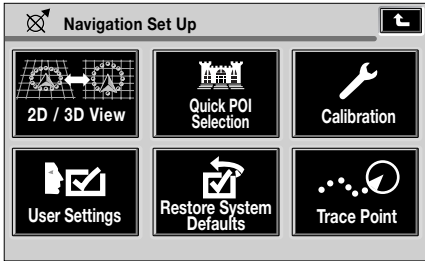 Navigation Set Up
2D / 3D View
Quick POI
Selection
Calibration
User Settings
Restore System
Defaults
Trace Point